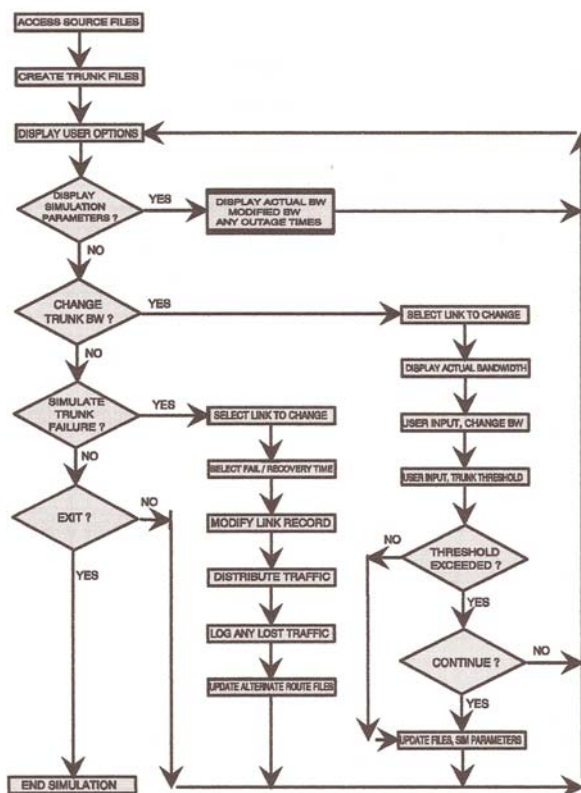 ACCESS SOURCE FILES
CREATE TRUNK FILES
DISPLAY USER OPTIONS
DISPLAY
SIMULATION
PARAMETERS ?
YES
DISPLAY ACTUAL BW
MODIFIED BW
ANY OUTAGE TIMES
NO
CHANGE
TRUNK BW ?
YES
SELECT LINK TO CHANGE
NO
DISPLAY ACTUAL BANDWIDTH
SIMULATE
TRUNK
FAILURE ?
YES
SELECT LINK TO CHANGE
USER INPUT, CHANGE BW
NO
SELECT FAIL / RECOVERY TIME
USER INPUT, TRUNK THRESHOLD
EXIT ?
NO
MODIFY LINK RECORD
NO
THRESHOLD
EXCEEDED ?
YES
DISTRIBUTE TRAFFIC
YES
LOG ANY LOST TRAFFIC
CONTINUE ?
NO
UPDATE ALTERNATE ROUTE FILES
YES
UPDATE FILES, SIM PARAMETERS
END SIMULATION